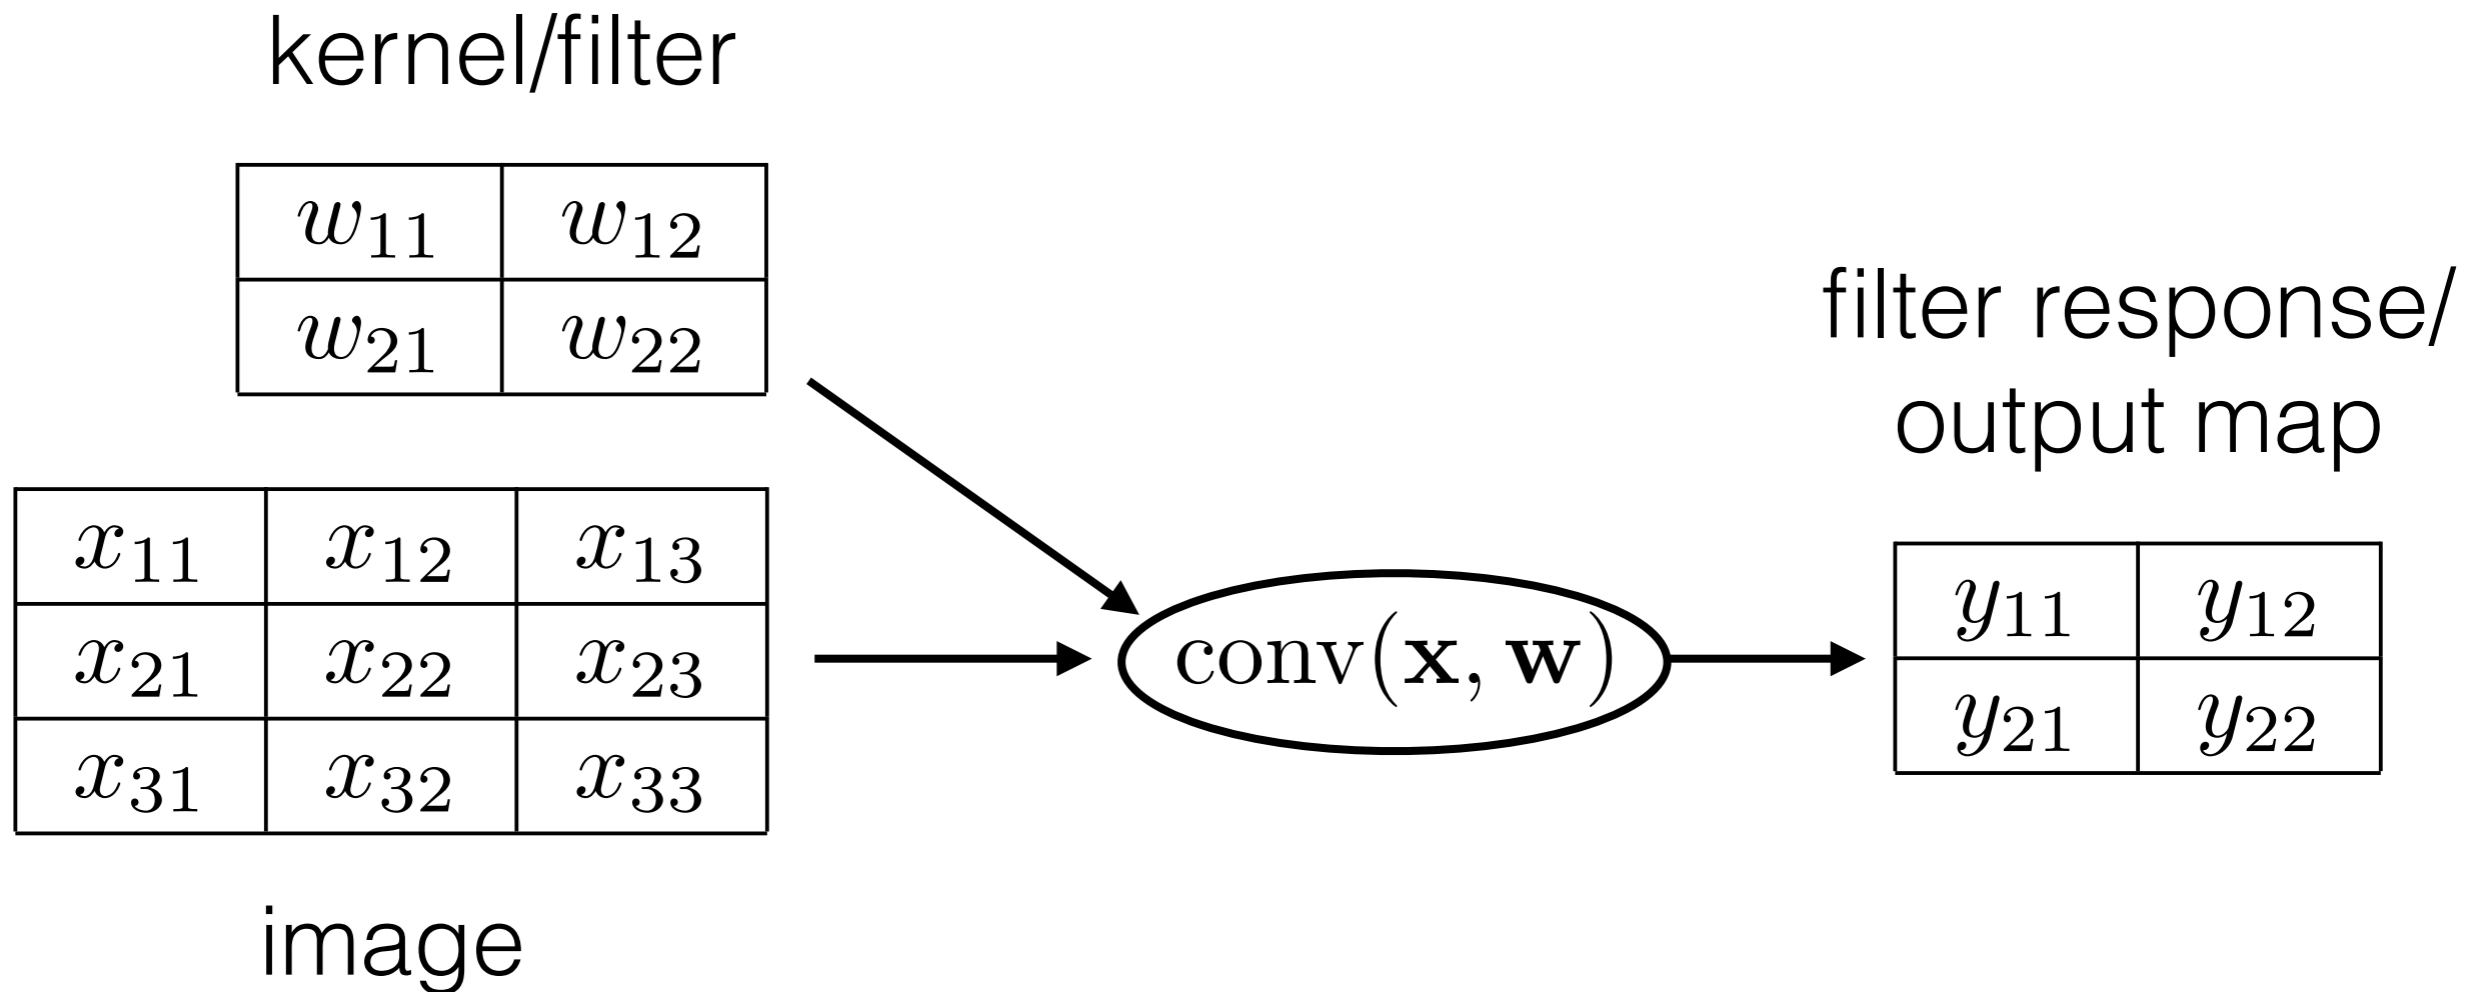 kernel/filter
w₁₁ w₁₂
w₂₁ w₂₂
x₁₁ x₁₂ x₁₃
x₂₁ x₂₂ x₂₃
x₃₁ x₃₂ x₃₃
image
conv(x, w)
filter response/
output map
y₁₁ y₁₂
y₂₁ y₂₂